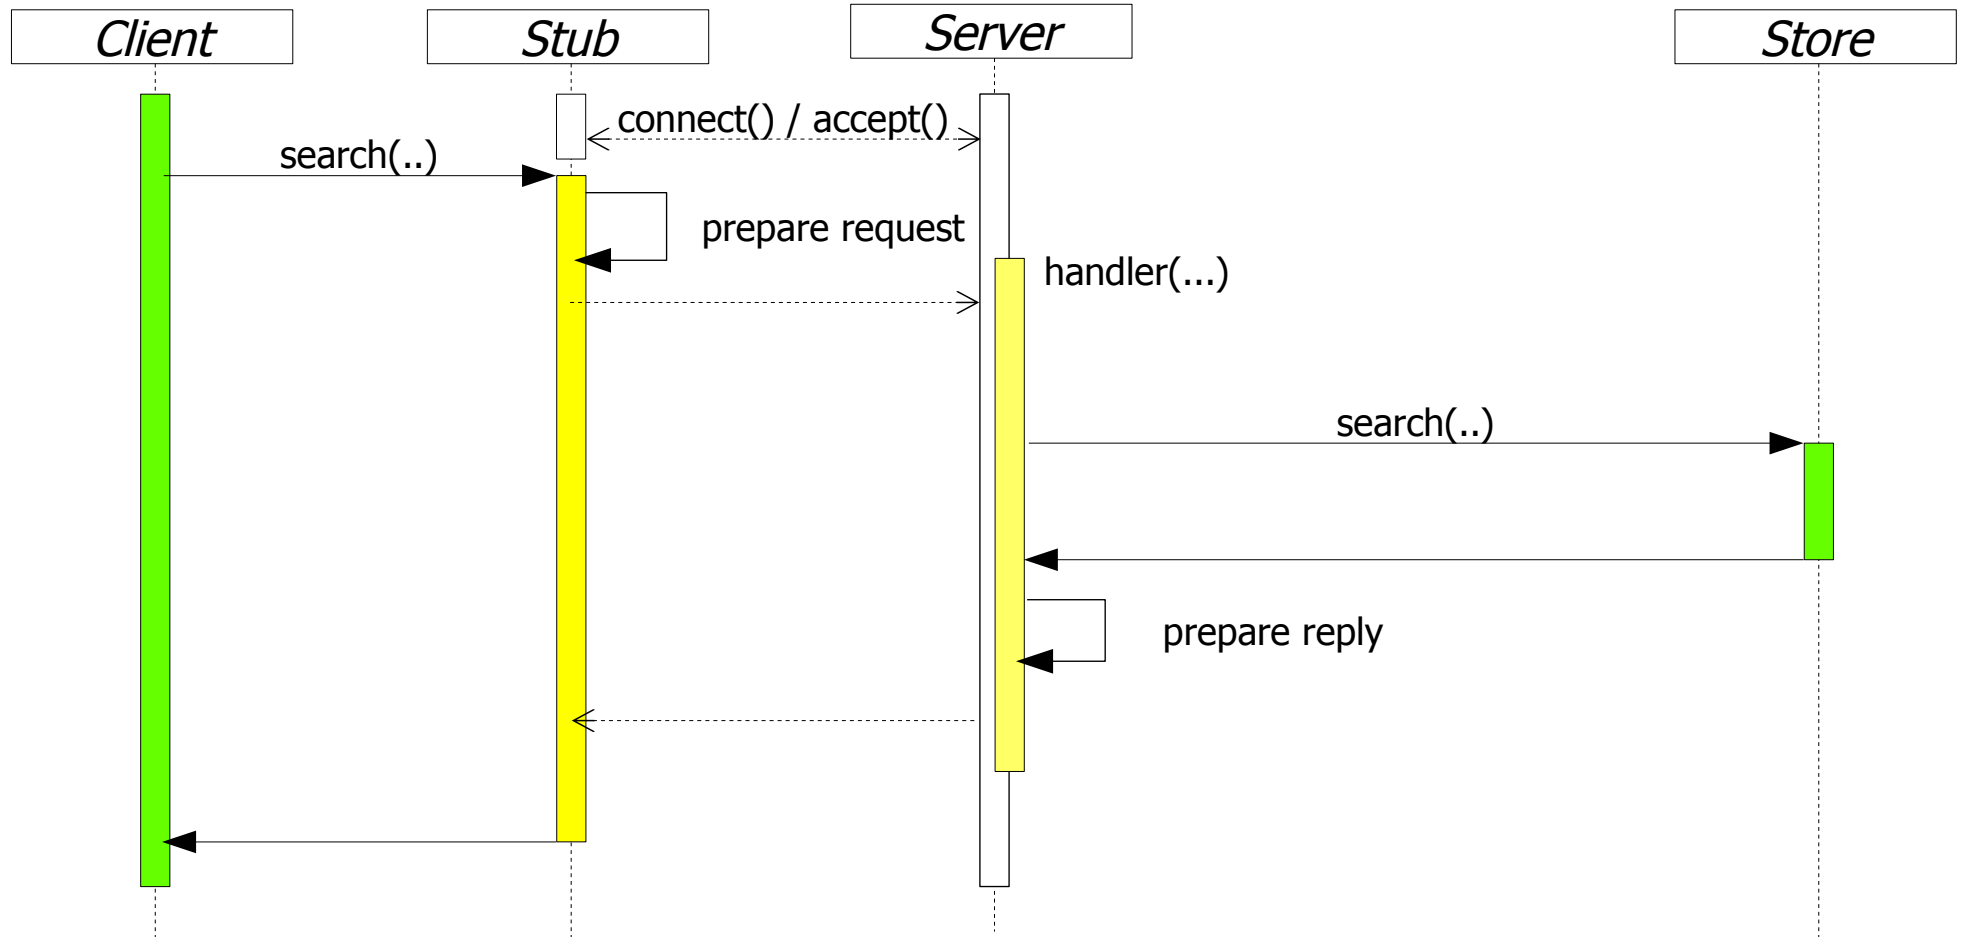 Client
Stub
Server
Store
connect() / accept()
search(..)
prepare request
handler(...)
search(..)
prepare reply